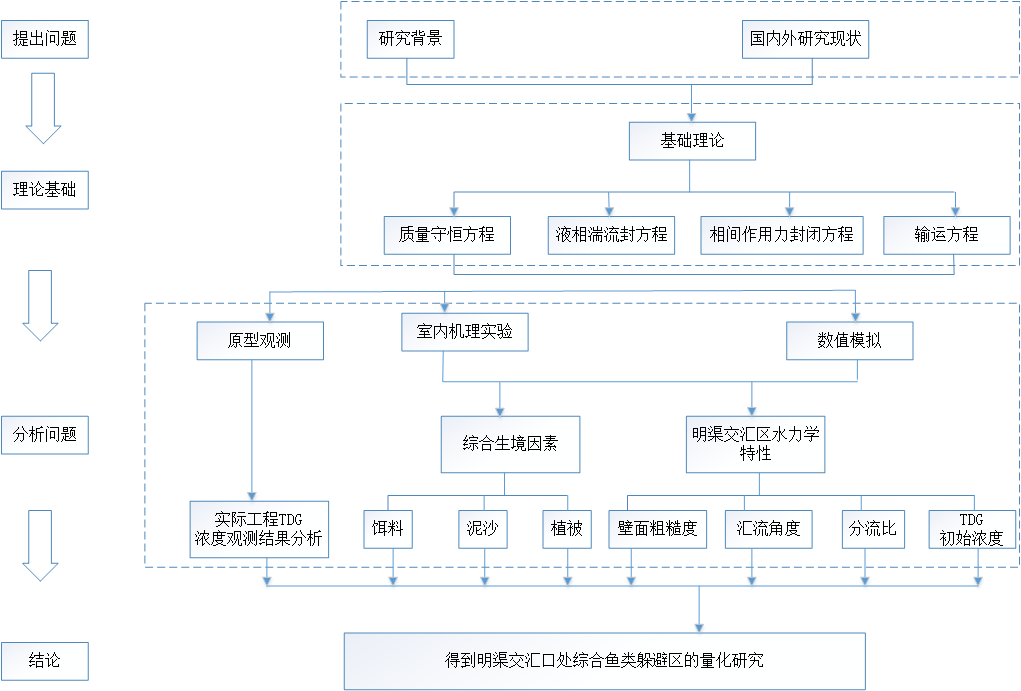 提出问题
研究背景
国内外研究现状
基础理论
理论基础
质量守恒方程
液相湍流封方程
相间作用力封闭方程
输运方程
原型观测
室内机理实验
数值模拟
分析问题
综合生境因素
明渠交汇区水力学
特性
实际工程TDG
浓度观测结果分析
饵料
泥沙
植被
壁面粗糙度
汇流角度
分流比
TDG
初始浓度
结论
得到明渠交汇口处综合鱼类躲避区的量化研究